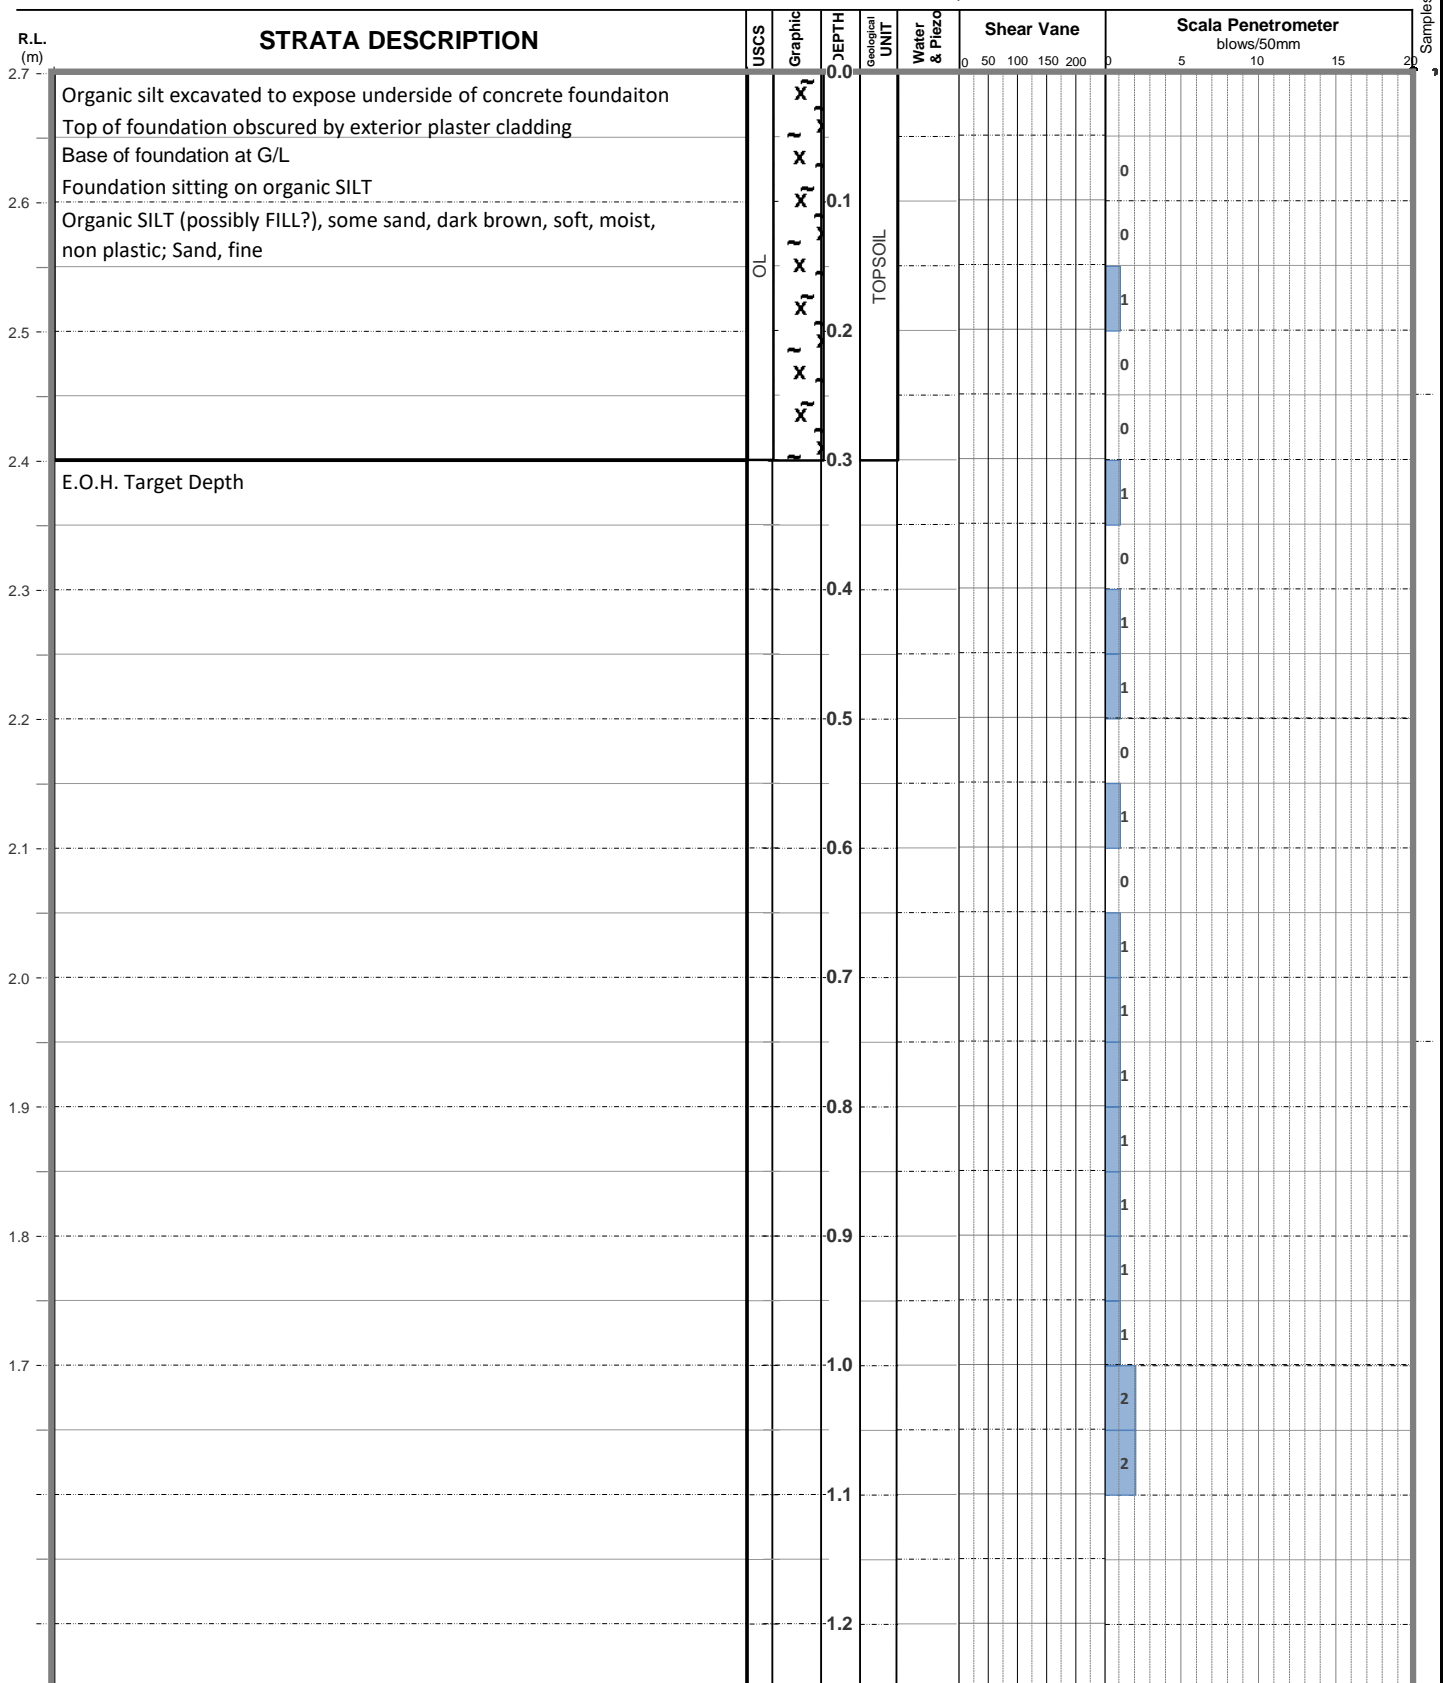 R.L.
(m)
STRATA DESCRIPTION
USCS
Graphic
DEPTH
Geological
UNIT
Water
& Piezo
Shear Vane
0 50 100 150 200
Scala Penetrometer
blows/50mm
0 5 10 15 20
Samples
2.7
0.0
Organic silt excavated to expose underside of concrete foundaiton
Top of foundation obscured by exterior plaster cladding
Base of foundation at G/L
0
Foundation sitting on organic SILT
2.6
0.1
Organic SILT (possibly FILL?), some sand, dark brown, soft, moist,
non plastic; Sand, fine
0
OL
TOPSOIL
1
2.5
0.2
0
0
2.4
0.3
E.O.H. Target Depth
1
0
2.3
0.4
1
1
2.2
0.5
0
1
2.1
0.6
0
1
2.0
0.7
1
1
1.9
0.8
1
1
1.8
0.9
1
1
1.7
1.0
2
2
1.1
1.2